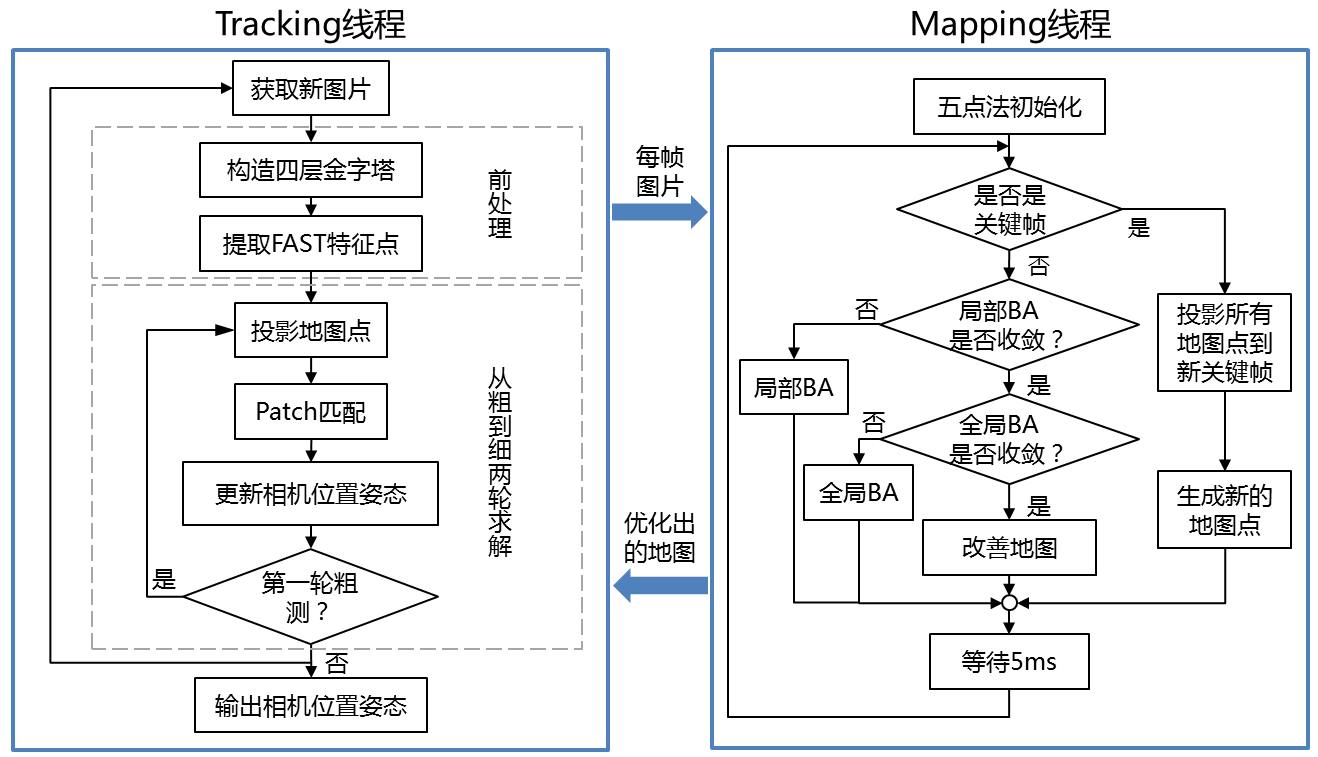 Tracking线程
获取新图片
构造四层金字塔
提取FAST特征点
前处理
投影地图点
Patch匹配
更新相机位置姿态
第一轮粗
测？
是
否
从粗到细两轮求解
输出相机位置姿态
每帧
图片
优化出
的地图
Mapping线程
五点法初始化
是否是
关键帧
是
否
局部BA
是否收敛？
否
是
局部BA
全局BA
是否收敛？
否
是
全局BA
改善地图
投影所有
地图点到
新关键帧
生成新的
地图点
等待5ms